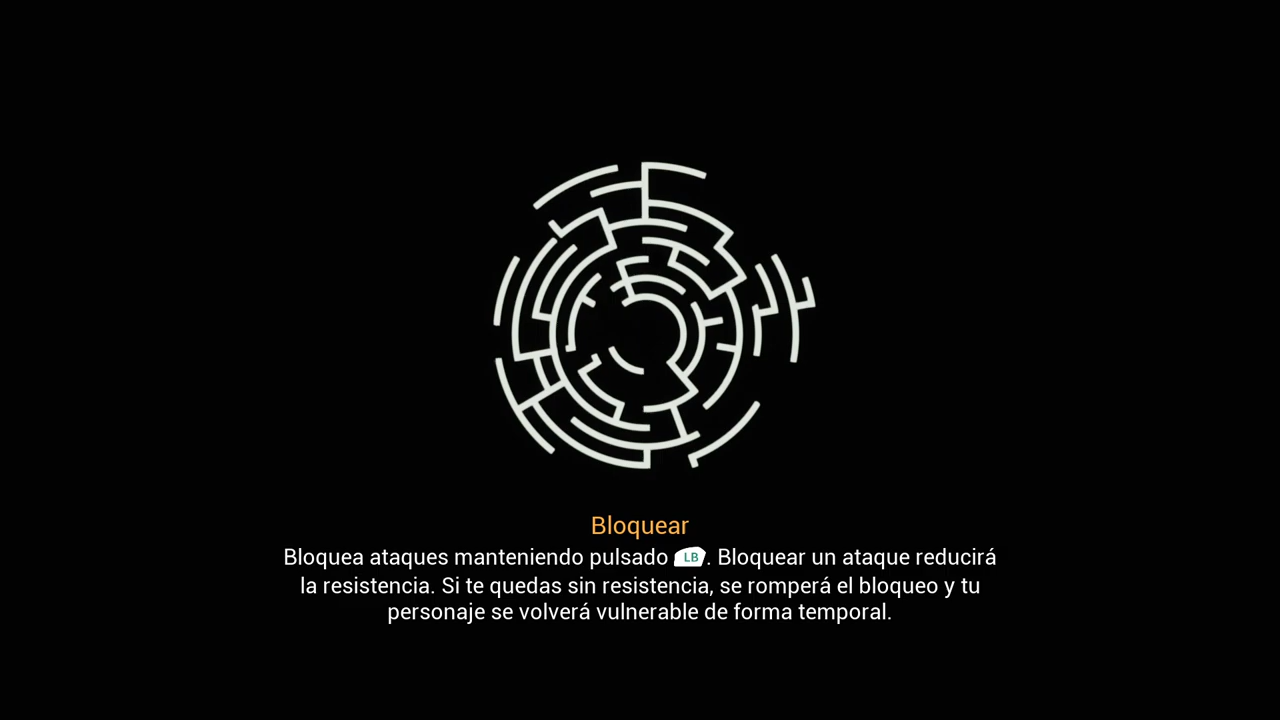 Bloquear
Bloquea ataques manteniendo pulsado LB. Bloquear un ataque reducirá
la resistencia. Si te quedas sin resistencia, se romperá el bloqueo y tu
personaje se volverá vulnerable de forma temporal.